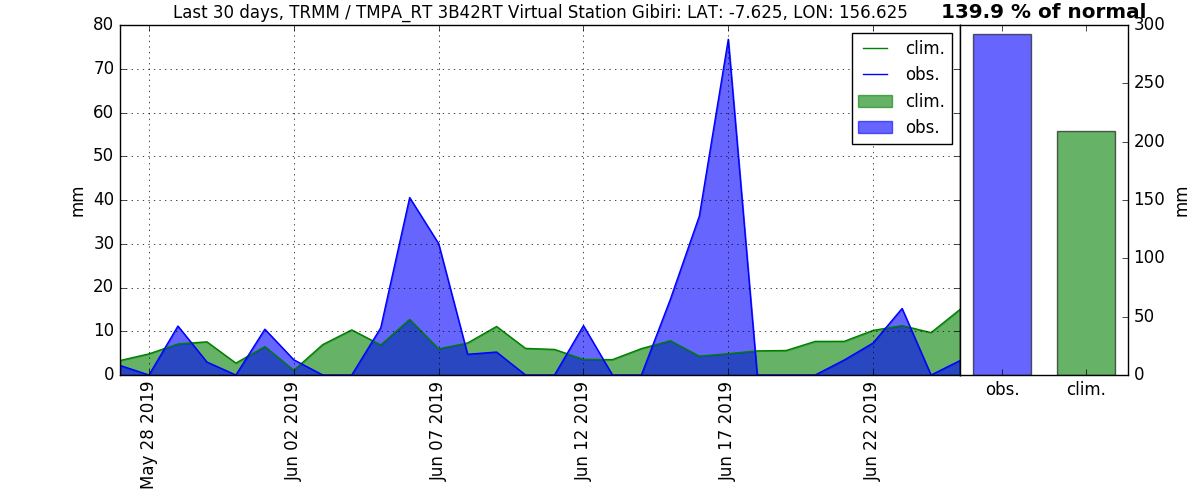 Last 30 days, TRMM / TMPA_RT 3B42RT Virtual Station Gibiri: LAT: -7.625, LON: 156.625
139.9 % of normal
80
70
60
50
40
30
20
10
0
mm
clim.
obs.
clim.
obs.
May 28 2019
Jun 02 2019
Jun 07 2019
Jun 12 2019
Jun 17 2019
Jun 22 2019
300
250
200
150
100
50
0
mm
obs.
clim.